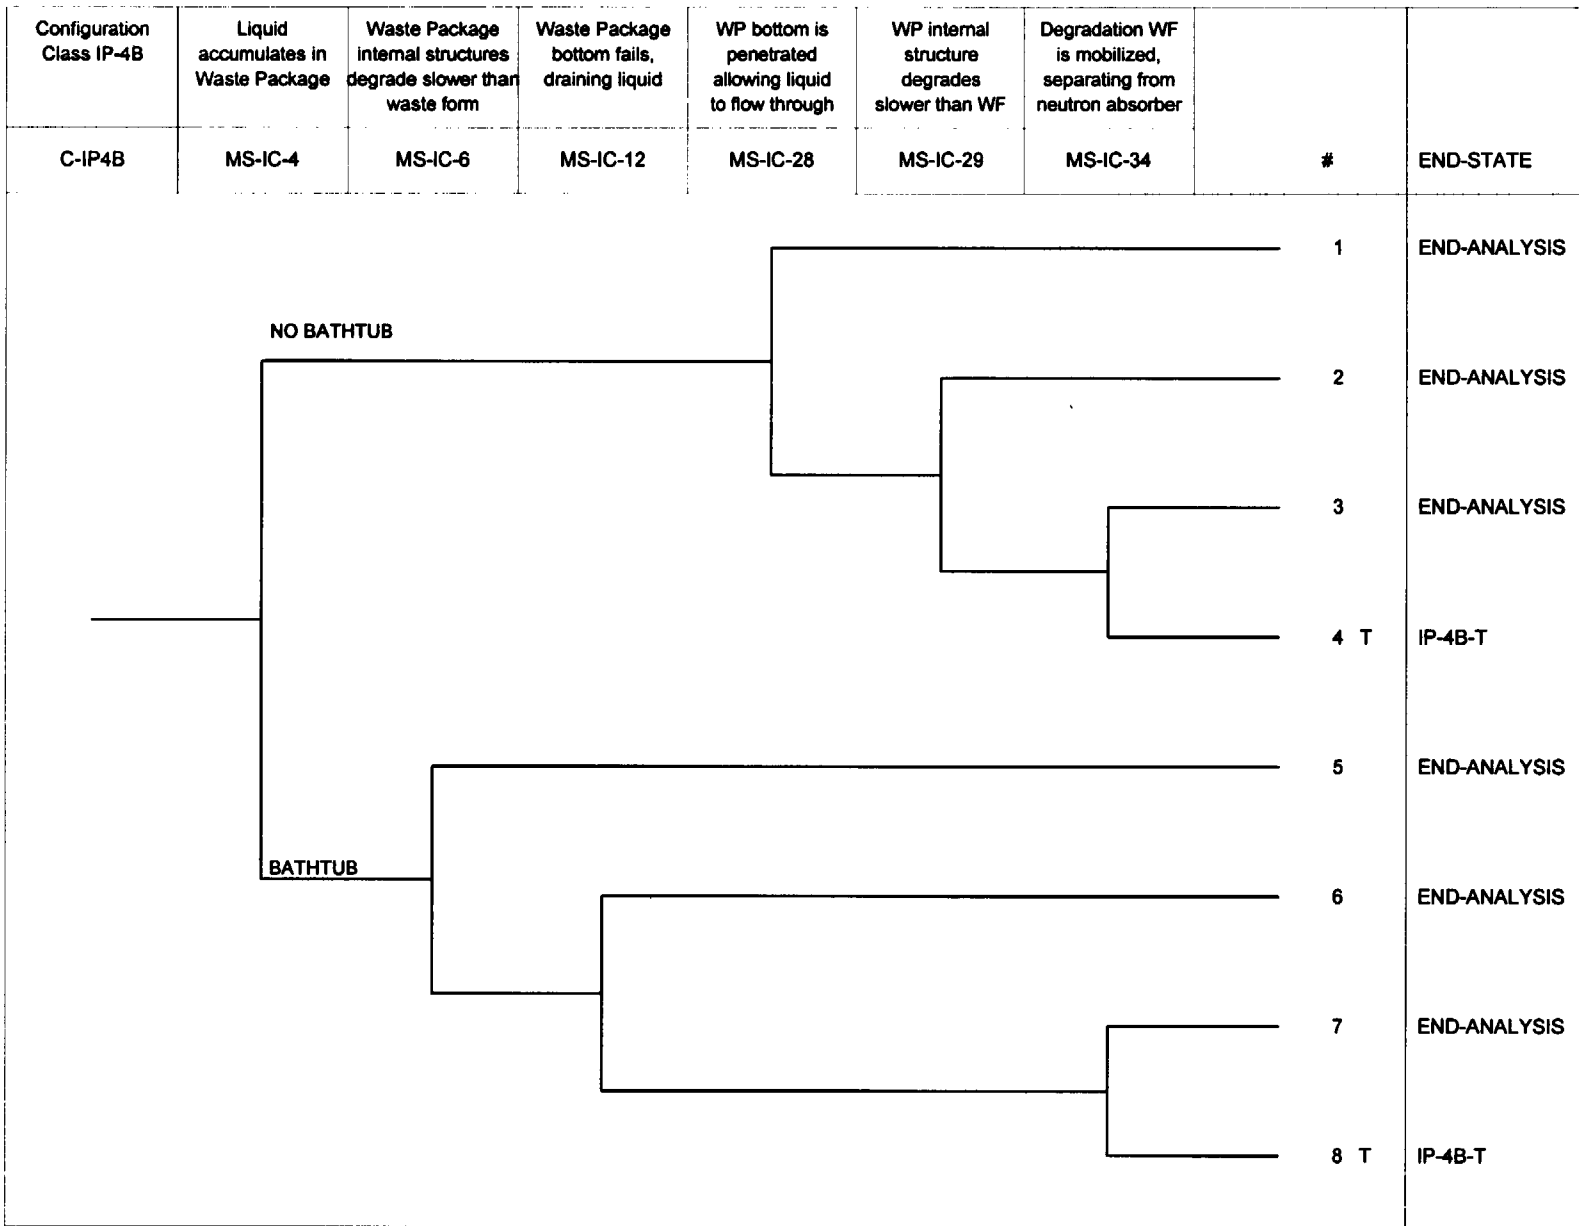 Configuration
Class IP-4B
Liquid
accumulates in
Waste Package
Waste Package
internal structures
degrade slower than
waste form
Waste Package
bottom fails,
draining liquid
WP bottom is
penetrated
allowing liquid
to flow through
WP internal
structure
degrades
slower than WF
Degradation WF
is mobilized,
separating from
neutron absorber
C-IP4B
MS-IC-4
MS-IC-6
MS-IC-12
MS-IC-28
MS-IC-29
MS-IC-34
#
END-STATE
1 END-ANALYSIS
NO BATHTUB
2 END-ANALYSIS
3 END-ANALYSIS
4 T IP-4B-T
5 END-ANALYSIS
BATHTUB
6 END-ANALYSIS
7 END-ANALYSIS
8 T IP-4B-T